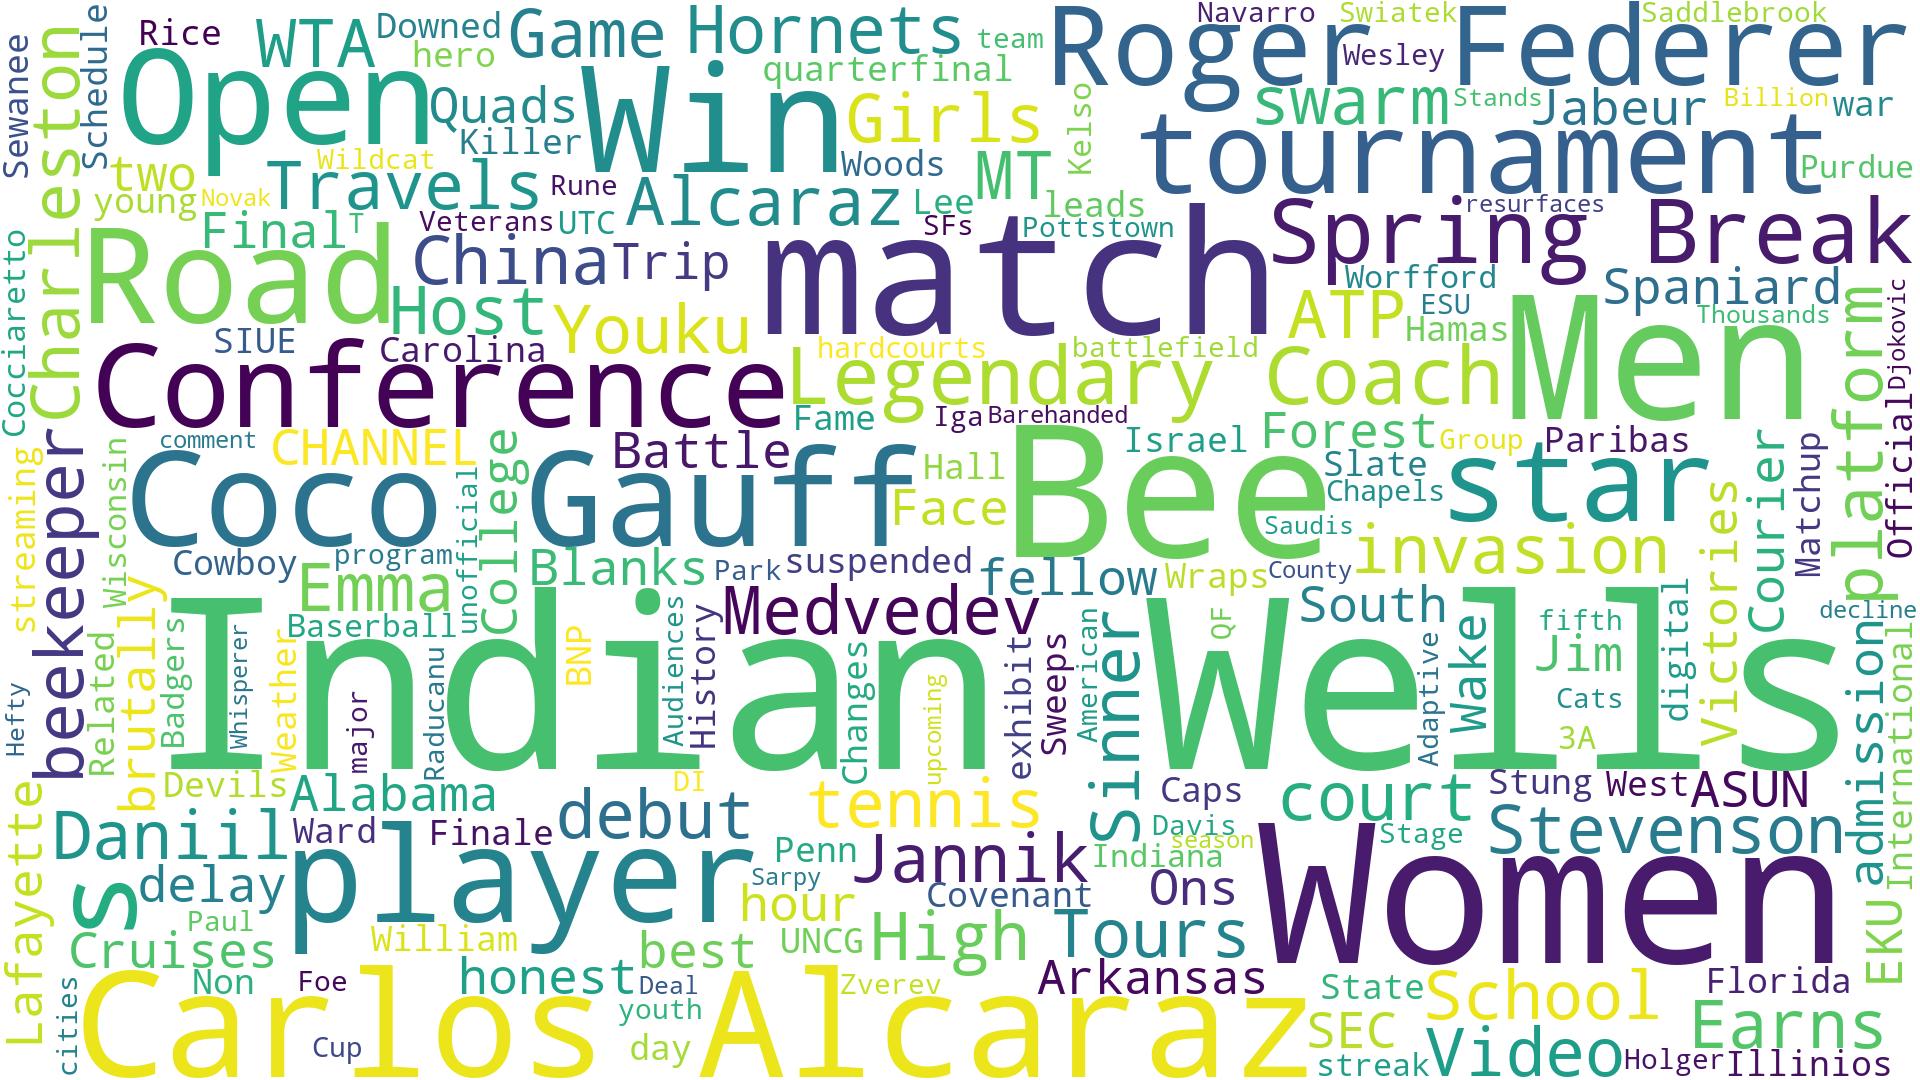 Sewanee
Charleston
Schedule
Rice
WTA
Downed
hero
Game
Hornets
team
Roger
Navarro
Swiatek
Saddlebrook
Federer
Wesley
Open
Quads
Killer
Win
quarterfinal
Girls
Kelso
swarm
Stands
Jabeur
Billion
war
tournament
Purdue
two
Wildcat
Travels
Rune
Alcaraz
Woods
Lee
MT
leads
young
Novak
Final
T
Veterans
UTC
SFs
Pottstown
Spring Break
resurfaces
Road
China
Trip
match
Worfford
ESU
Spaniard
Cocciaretto
Host
Youku
ATP
Hamas
Men
Thousands
platform
Djokovic
SIUE
Carolina
hardcourts
battlefield
Conference
Legendary
Coach
Official
Fame
Iga
Barehanded
beekeeper
comment
CHANNEL
Battle
Hall
Israel
Forest
Group
Paribas
streaming
Wisconsin
Coco Gauff
Bee
Slate
star
Courier
Matchup
unofficial
College
Face
Chapels
Saudis
Victories
Cowboy
program
Blanks
Park
suspended
fellow
Wraps
County
invasion
Emma
Baserball
Medvedev
South
decline
Related
brutally
Badgers
Whisperer
Weather
Indian Wells
major
Raducanu
BNP
Audiences
History
Changes
upcoming
exhibit
Sweeps
American
Sinner
QF
Adaptive
Wake
fifth
Jim
Cats
3A
digital
admission
International
Hefty
Devils
Alabama
debut
DI
tennis
Caps
court
Stung
West
ASUN
Lafayette
Daniil
Ward
Finale
player
Penn
Jannik
Indiana
Davis
season
Stage
Stevenson
s
delay
Sarpy
hour
Covenant
Ons
Women
Paul
Cruises
William
best
UNCG
High
Tours
EKU
cities
Non
Foe
honest
Deal
Zverev
Arkansas
State
School
Florida
Carlos Alcaraz
youth
SEC
Earns
Cup
day
streak
Video
Holger
Illinios